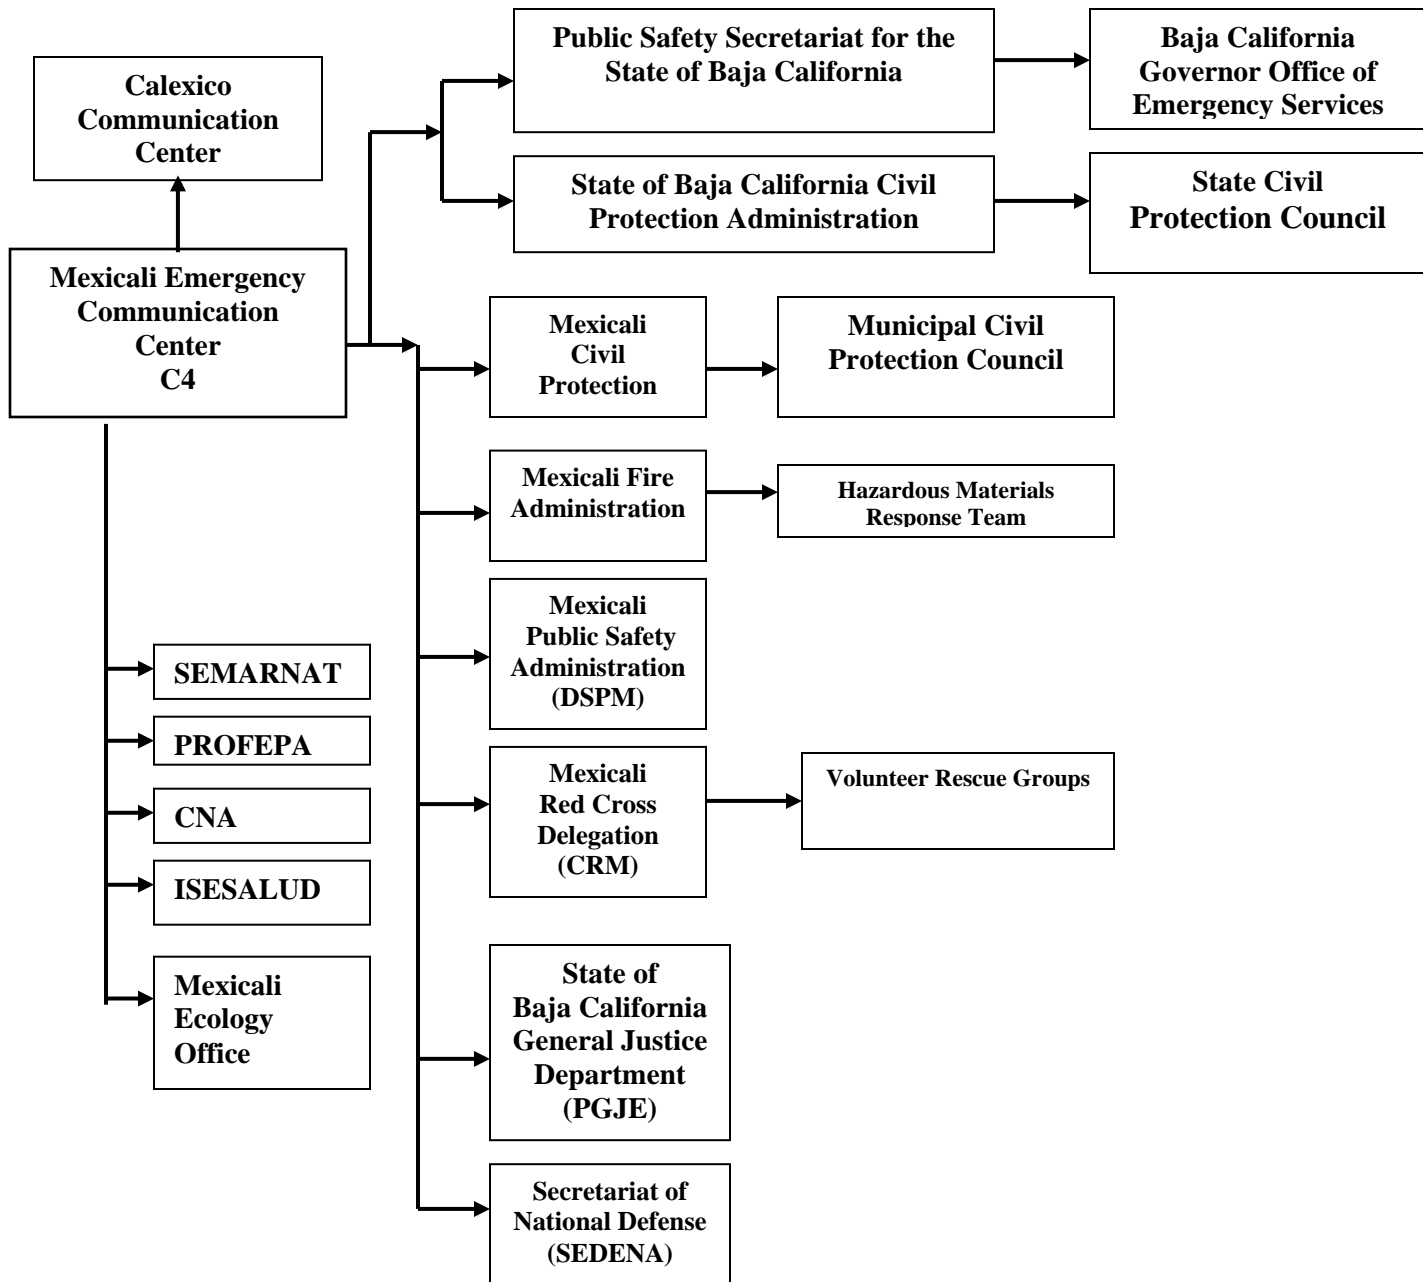 Public Safety Secretariat for the
State of Baja California
Baja California
Governor Office of
Emergency Services
Calexico
Communication
Center
State of Baja California Civil
Protection Administration
State Civil
Protection Council
Mexicali Emergency
Communication
Center
C4
Mexicali
Civil
Protection
Municipal Civil
Protection Council
Mexicali Fire
Administration
Hazardous Materials
Response Team
Mexicali
Public Safety
Administration
(DSPM)
SEMARNAT
PROFEPA
CNA
ISESALUD
Mexicali
Ecology
Office
Mexicali
Red Cross
Delegation
(CRM)
Volunteer Rescue Groups
State of
Baja California
General Justice
Department
(PGJE)
Secretariat of
National Defense
(SEDENA)